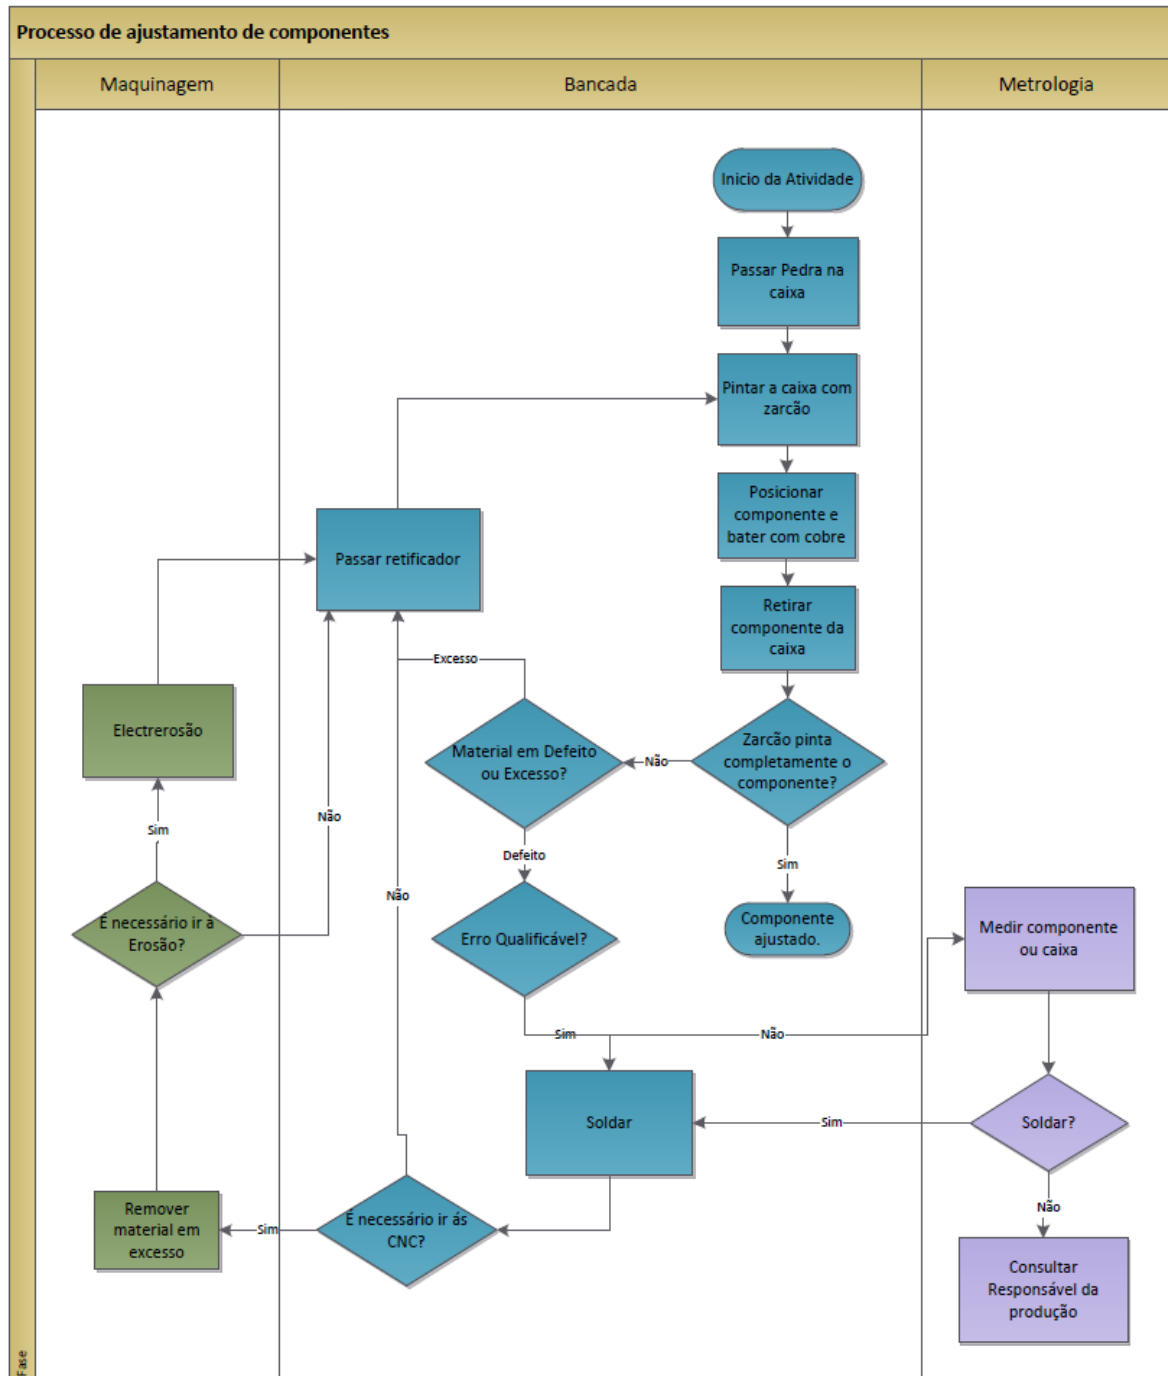 Processo de ajustamento de componentes
Maquinagem
Bancada
Metrologia
Inicio da Atividade
Passar Pedra na
caixa
Pintar a caixa com
zarcão
Posicionar
componente e
bater com cobre
Passar retificador
Retirar
componente da
caixa
Excesso
Electrerosão
Material em Defeito
ou Excesso?
Não
Zarcão pinta
completamente o
componente?
Sim
Não
Defeito
Sim
É necessário ir à
Erosão?
Não
Erro Qualificável?
Componente
ajustado.
Medir componente
ou caixa
Sim
Não
Soldar
Sim
Soldar?
Remover
material em
excesso
Sim
É necessário ir ás
CNC?
Não
Consultar
Responsável da
produção
Fase